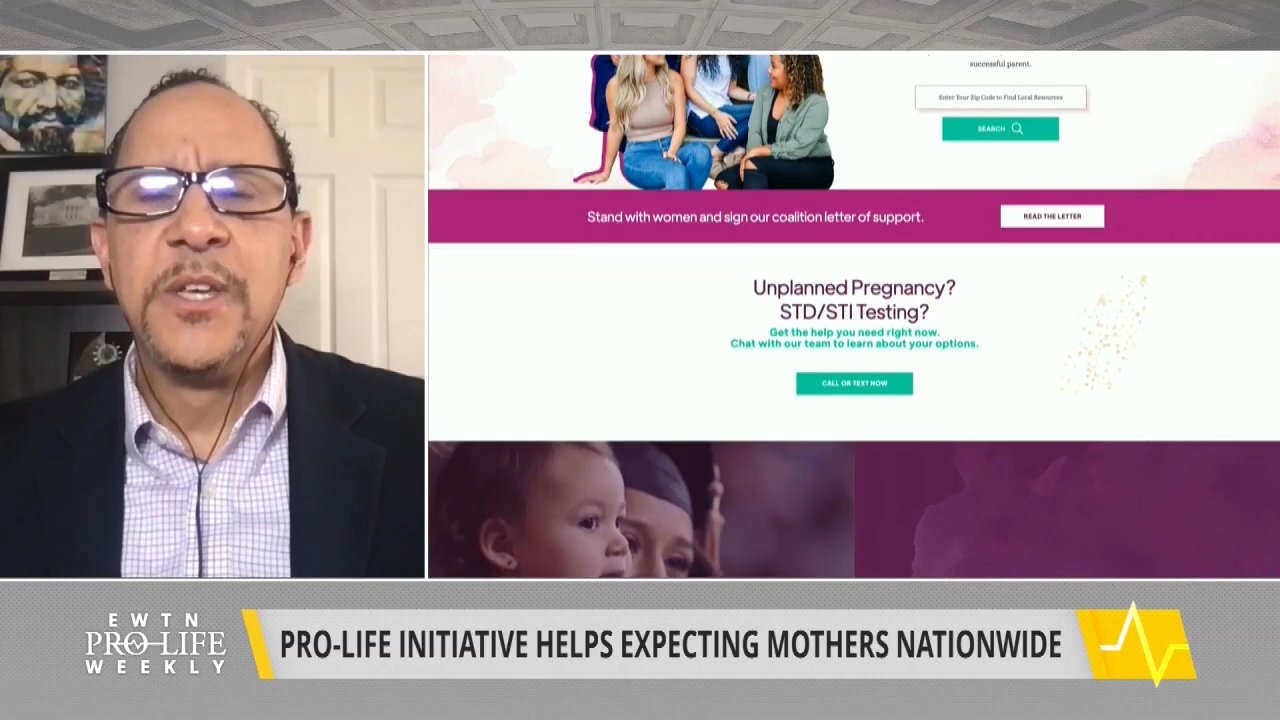 successful parent.
Enter Your Zip Code to Find Local Resources
SEARCH
Stand with women and sign our coalition letter of support.
READ THE LETTER
Unplanned Pregnancy?
STD/STI Testing?
Get the help you need right now.
Chat with our team to learn about your options.
CALL OR TEXT NOW
EWTN
PRO-LIFE
WEEKLY
PRO-LIFE INITIATIVE HELPS EXPECTING MOTHERS NATIONWIDE